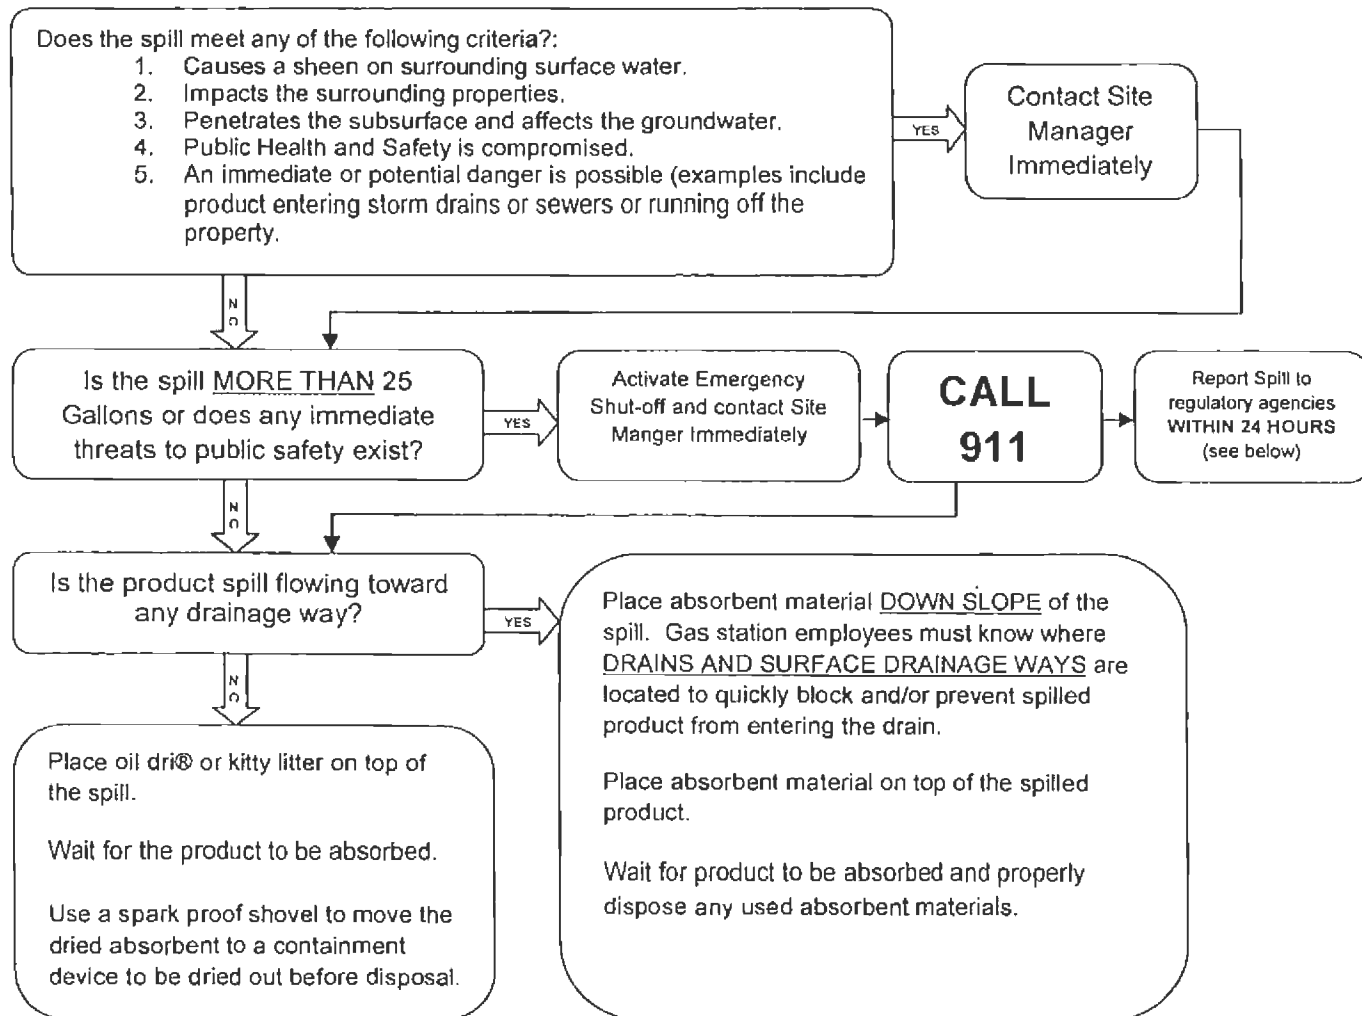 Does the spill meet any of the following criteria?:
1. Causes a sheen on surrounding surface water.
2. Impacts the surrounding properties.
3. Penetrates the subsurface and affects the groundwater.
4. Public Health and Safety is compromised.
5. An immediate or potential danger is possible (examples include
product entering storm drains or sewers or running off the
property.
YES
Contact Site
Manager
Immediately
NO
Is the spill MORE THAN 25
Gallons or does any immediate
threats to public safety exist?
YES
Activate Emergency
Shut-off and contact Site
Manger Immediately
CALL
911
Report Spill to
regulatory agencies
WITHIN 24 HOURS
(see below)
NO
Is the product spill flowing toward
any drainage way?
YES
Place absorbent material DOWN SLOPE of the
spill. Gas station employees must know where
DRAINS AND SURFACE DRAINAGE WAYS are
located to quickly block and/or prevent spilled
product from entering the drain.
Place absorbent material on top of the spilled
product.
Wait for product to be absorbed and properly
dispose any used absorbent materials.
NO
Place oil dri® or kitty litter on top of
the spill.
Wait for the product to be absorbed.
Use a spark proof shovel to move the
dried absorbent to a containment
device to be dried out before disposal.